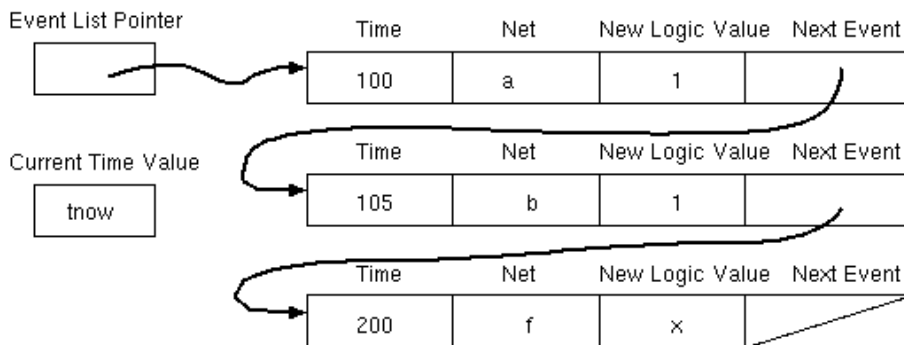 Event List Pointer
Time Net New Logic Value Next Event
100 a 1
Current Time Value
tnow
Time Net New Logic Value Next Event
105 b 1
Time Net New Logic Value Next Event
200 f x